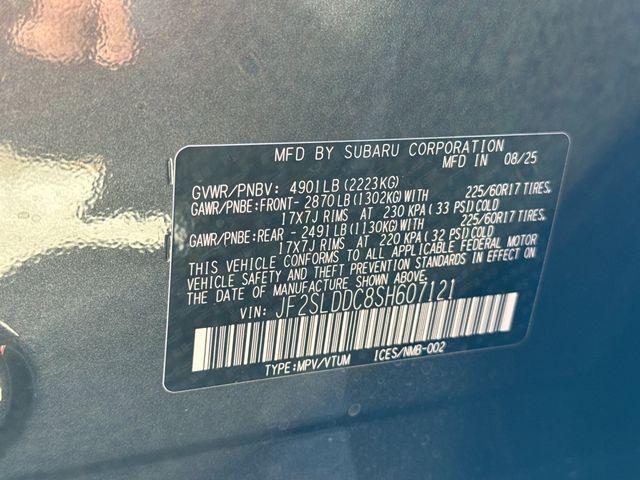 MFD BY SUBARU CORPORATION
MFD IN 08/25
GVWR/PNBV: 4901LB(2223KG)
GAWR/PNBE:FRONT- 2870LB(1302KG)WITH 225/60R17 TIRES,
17X7J RIMS AT 230 KPA( 33 PSI)COLD
GAWR/PNBE:REAR - 2491LB(1130KG)WITH 225/60R17 TIRES,
17X7J RIMS AT 220 KPA( 32 PSI)COLD
THIS VEHICLE CONFORMS TO ALL APPLICABLE FEDERAL MOTOR
VEHICLE SAFETY AND THEFT PREVENTION STANDARDS IN EFFECT ON
THE DATE OF MANUFACTURE SHOWN ABOVE.
VIN: JF2SLDDC8SH607121
TYPE:MPV/VTUM ICES/NMB-002